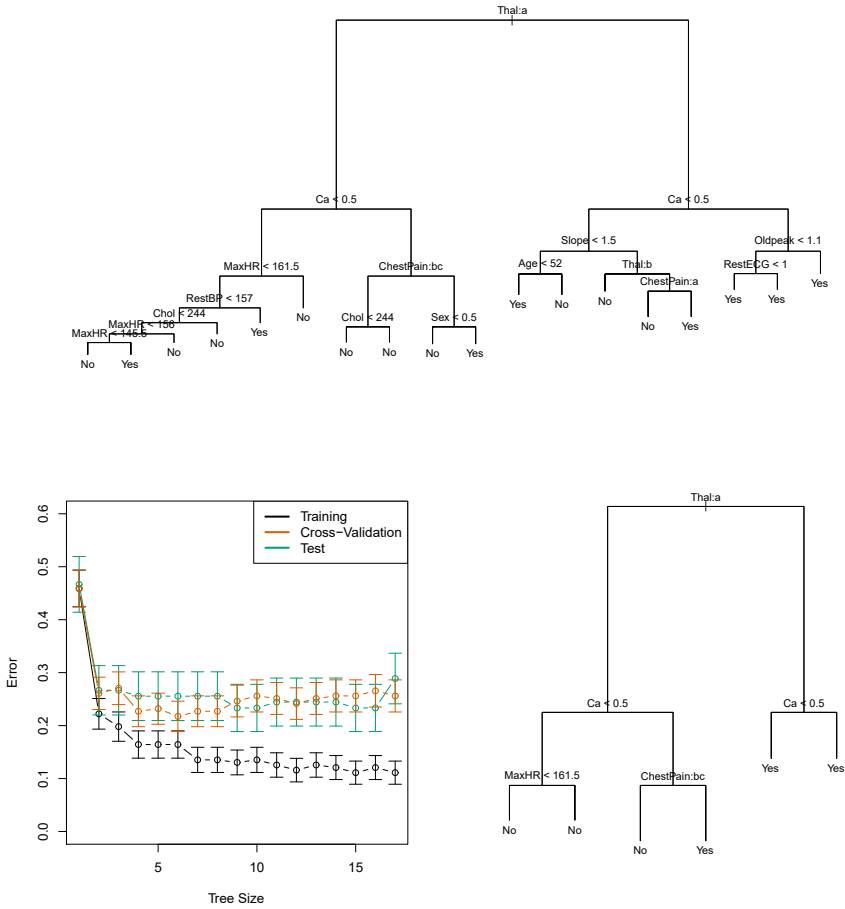 Thal:a
Ca < 0.5
Ca < 0.5
Slope < 1.5
Oldpeak < 1.1
MaxHR < 161.5
ChestPain:bc
Age < 52
Thal:b
RestECG < 1
ChestPain:a
Yes
No
No
Yes
Yes
Yes
RestBP < 157
No
Chol < 244
Chol < 244
Sex < 0.5
No
Yes
MaxHR < 156
MaxHR < 145.5
Yes
No
No
No
No
No
Yes
No
Yes
Training
Cross−Validation
Test
0.0
0.1
0.2
0.3
0.4
0.5
0.6
Error
5
10
15
Tree Size
Thal:a
Ca < 0.5
Ca < 0.5
MaxHR < 161.5
ChestPain:bc
Yes
Yes
No
No
No
Yes